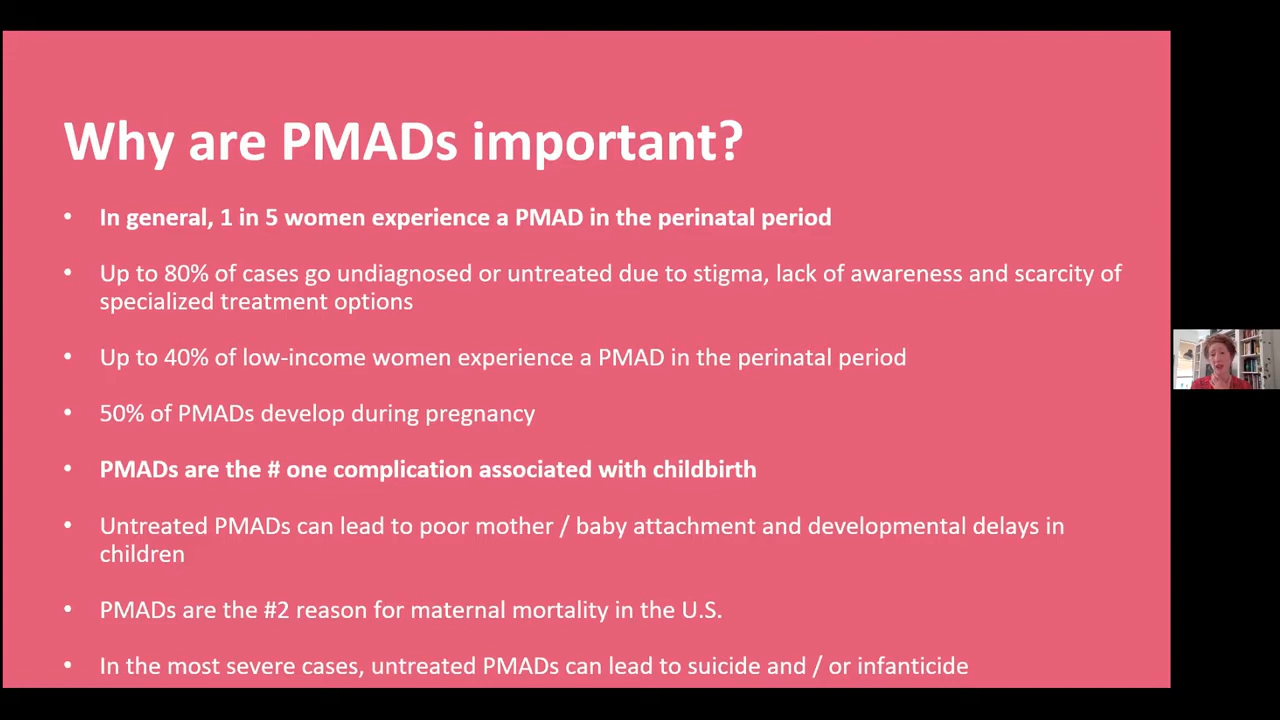 Why are PMADs important?
• In general, 1 in 5 women experience a PMAD in the perinatal period
• Up to 80% of cases go undiagnosed or untreated due to stigma, lack of awareness and scarcity of
specialized treatment options
• Up to 40% of low-income women experience a PMAD in the perinatal period
• 50% of PMADs develop during pregnancy
• PMADs are the # one complication associated with childbirth
• Untreated PMADs can lead to poor mother / baby attachment and developmental delays in
children
• PMADs are the #2 reason for maternal mortality in the U.S.
• In the most severe cases, untreated PMADs can lead to suicide and / or infanticide